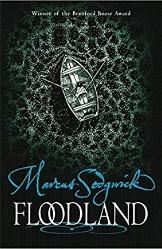 Winner of the Branford Boase Award
Marcus Sedgwick
FLOODLAND